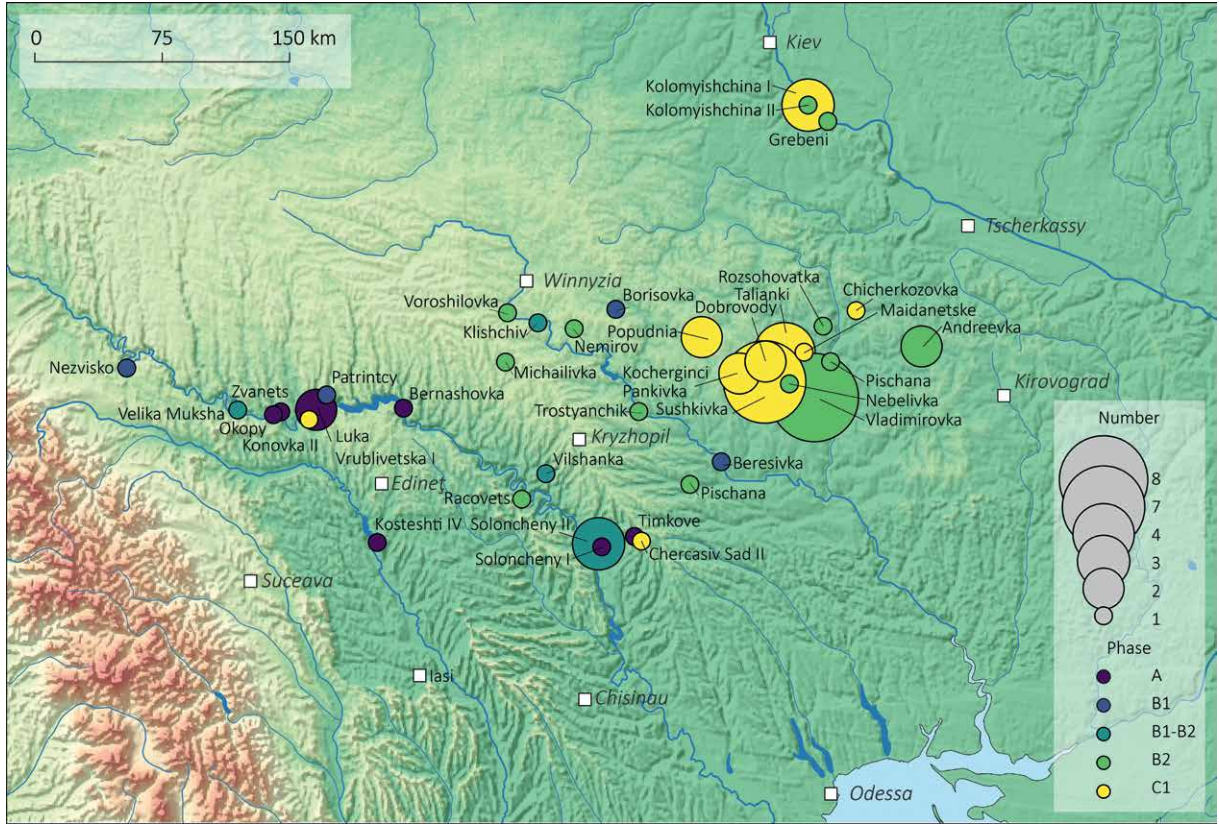 0 75 150 km
Kiev
Kolomyishchina I
Kolomyishchina II
Grebeni
Tscherkassy
Winnyzia
Rozsohovatka
Voroshilovka
Borisovka
Talianki
Chicherkozovka
Dobrovody
Maidanetske
Klishchiv
Popudnia
Andreevka
Nemirov
Nezvisko
Michailivka
Kocherginci
Pischana
Zvanets
Patrintcy
Bernashovka
Pankivka
Nebelivka
Kirovograd
Velika Muksha
Trostyanchik
Sushkivka
Vladimirovka
Okopy
Konovka II
Luka
Vrublivetska I
Kryzhopil
Vilshanka
Beresivka
Edinet
Racovets
Pischana
Kosteshti IV
Soloncheny II
Timkove
Soloncheny I
Chercasiv Sad II
Suceava
Iasi
Chisinau
Odessa
Number
8
7
4
3
2
1
Phase
A
B1
B1-B2
B2
C1